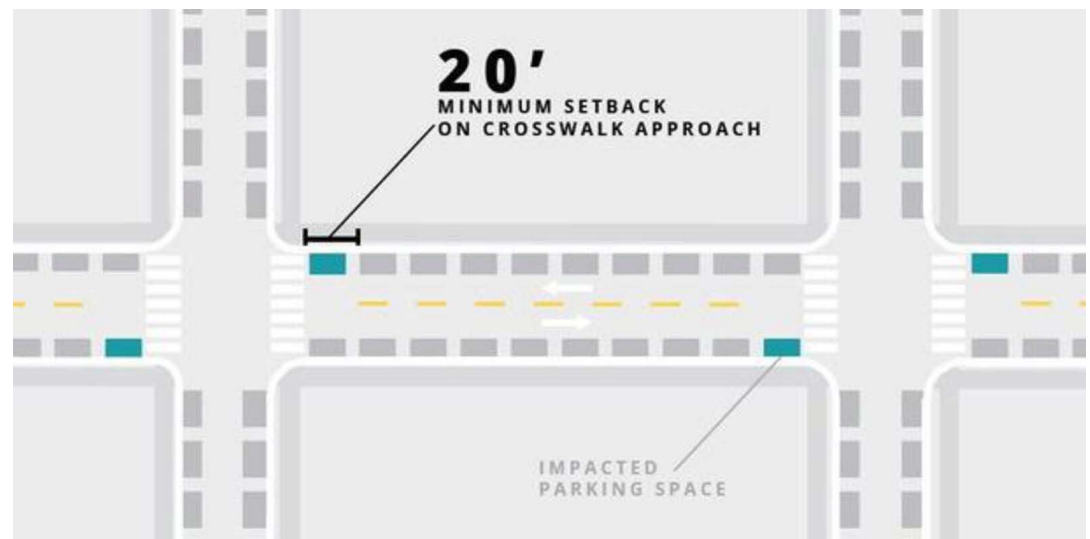 20'
MINIMUM SETBACK
ON CROSSWALK APPROACH
IMPACTED
PARKING SPACE